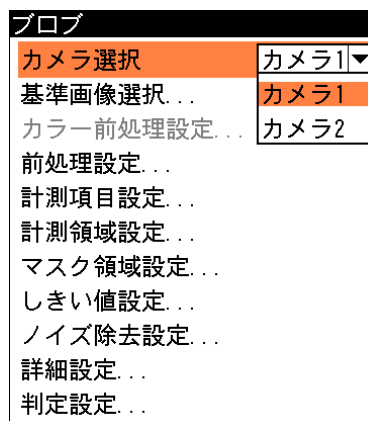 ブロブ
カメラ選択 カメラ1
基準画像選択... カメラ1
カラー前処理設定... カメラ2
前処理設定...
計測項目設定...
計測領域設定...
マスク領域設定...
しきい値設定...
ノイズ除去設定...
詳細設定...
判定設定...